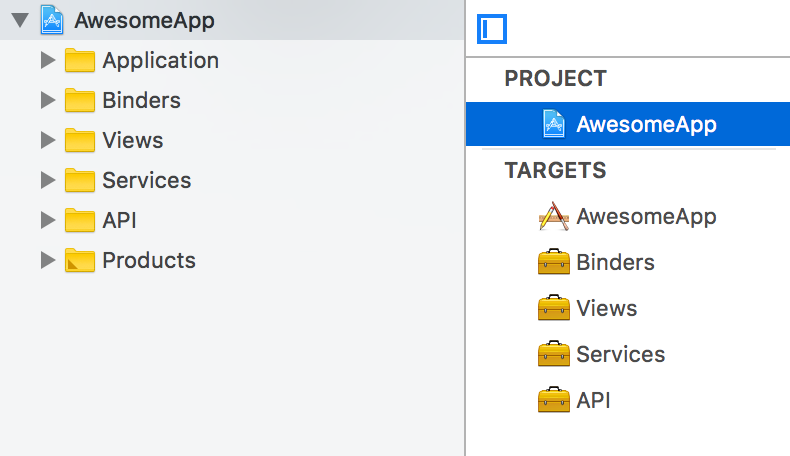 AwesomeApp
Application
Binders
Views
Services
API
Products
PROJECT
AwesomeApp
TARGETS
AwesomeApp
Binders
Views
Services
API